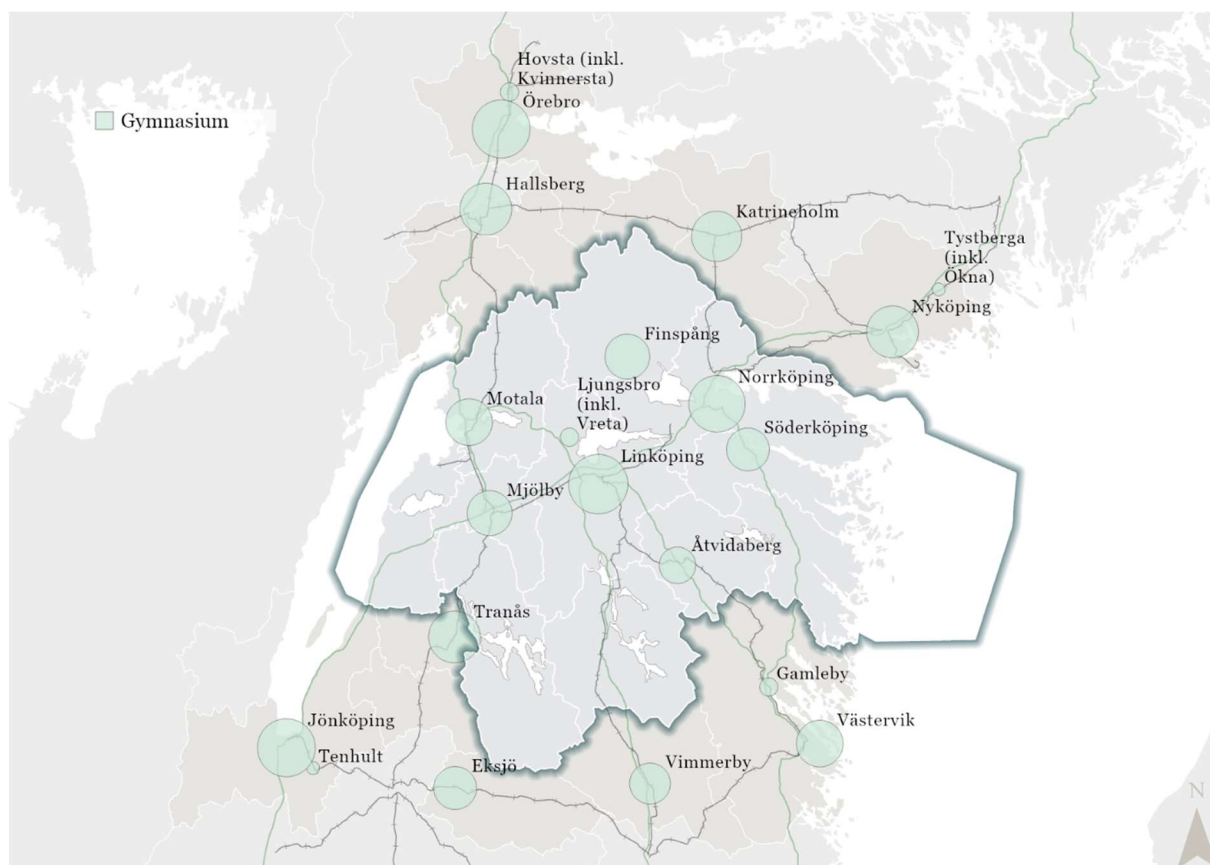 Hovsta (inkl.
Kvinnersta)
Örebro
Gymnasium
Hallsberg
Katrineholm
Tystberga
(inkl.
Ökna)
Nyköping
Finspång
Ljungsbro
(inkl.
Vreta)
Norrköping
Motala
Söderköping
Linköping
Mjölby
Åtvidaberg
Tranås
Gamleby
Jönköping
Västervik
Tenhult
Eksjö
Vimmerby
N